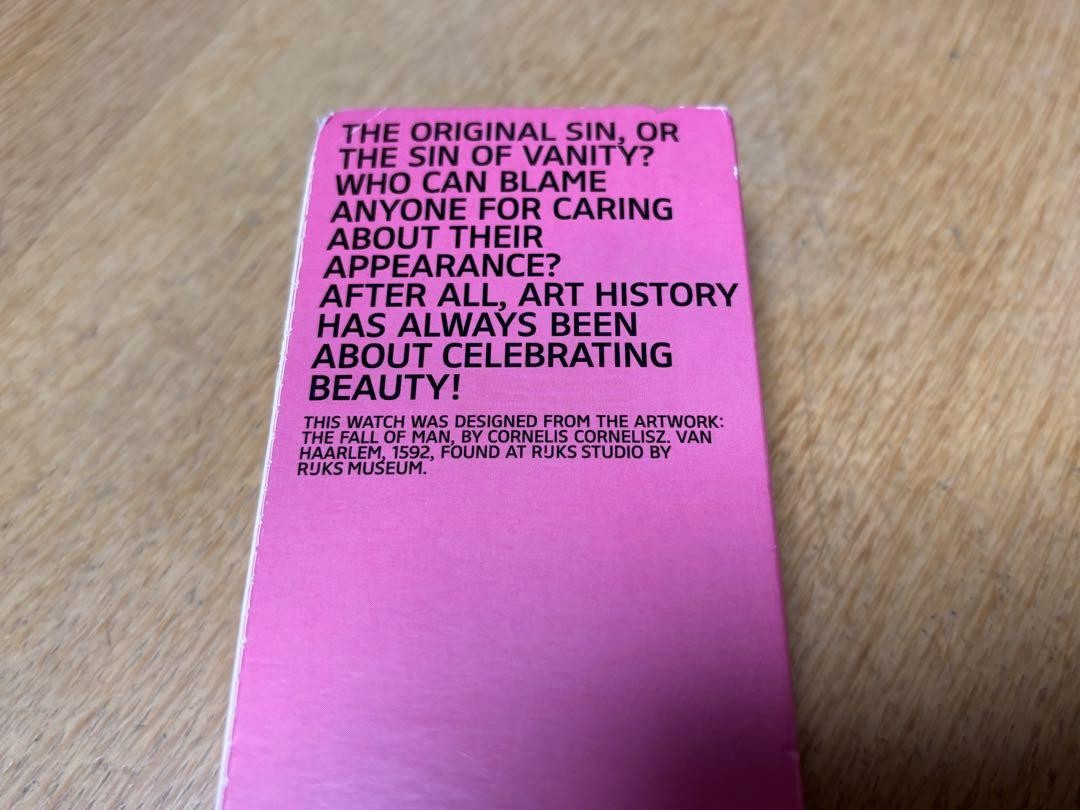 THE ORIGINAL SIN, OR
THE SIN OF VANITY?
WHO CAN BLAME
ANYONE FOR CARING
ABOUT THEIR
APPEARANCE?
AFTER ALL, ART HISTORY
HAS ALWAYS BEEN
ABOUT CELEBRATING
BEAUTY!
THIS WATCH WAS DESIGNED FROM THE ARTWORK:
THE FALL OF MAN, BY CORNELIS CORNELISZ. VAN
HAARLEM, 1592, FOUND AT RIJKS STUDIO BY
RIJKS MUSEUM.